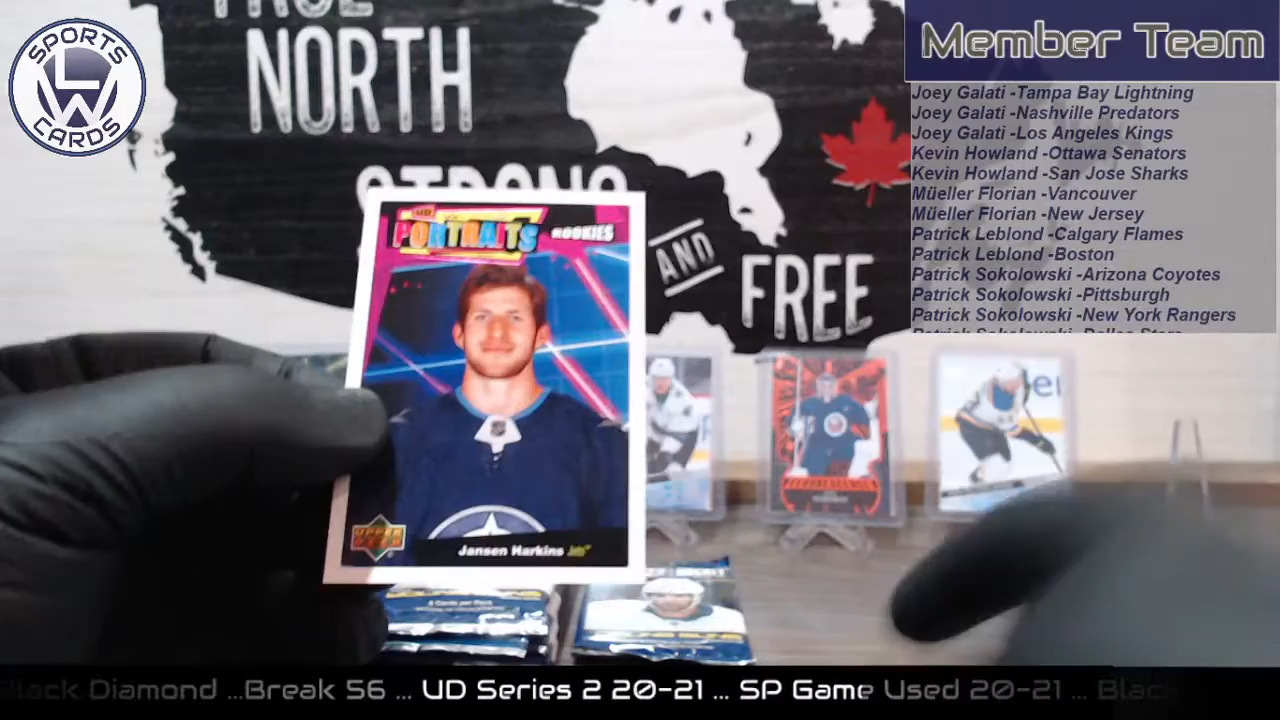 SPORTS
LW
CARDS
TRUE
NORTH
STRONG
AND
FREE
Member Team
Joey Galati -Tampa Bay Lightning
Joey Galati -Nashville Predators
Joey Galati -Los Angeles Kings
Kevin Howland -Ottawa Senators
Kevin Howland -San Jose Sharks
Müeller Florian -Vancouver
Müeller Florian -New Jersey
Patrick Leblond -Calgary Flames
Patrick Leblond -Boston
Patrick Sokolowski -Arizona Coyotes
Patrick Sokolowski -Pittsburgh
Patrick Sokolowski -New York Rangers
Patrick Sokolowski -Dallas Stars
PORTRAITS ROOKIES
UPPER DECK
Jansen Harkins Jets
Black Diamond ...Break 56 ... UD Series 2 20-21 ... SP Game Used 20-21 ... Black